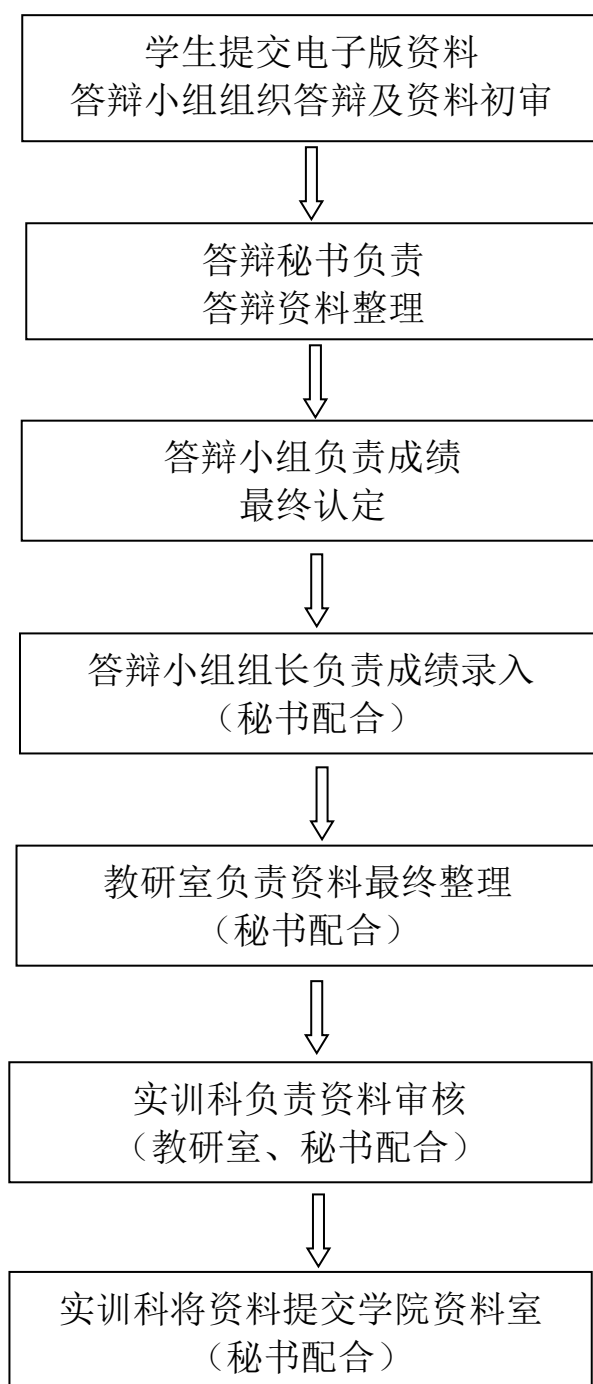 学生提交电子版资料
答辩小组组织答辩及资料初审
答辩秘书负责
答辩资料整理
答辩小组负责成绩
最终认定
答辩小组组长负责成绩录入
（秘书配合）
教研室负责资料最终整理
（秘书配合）
实训科负责资料审核
（教研室、秘书配合）
实训科将资料提交学院资料室
（秘书配合）